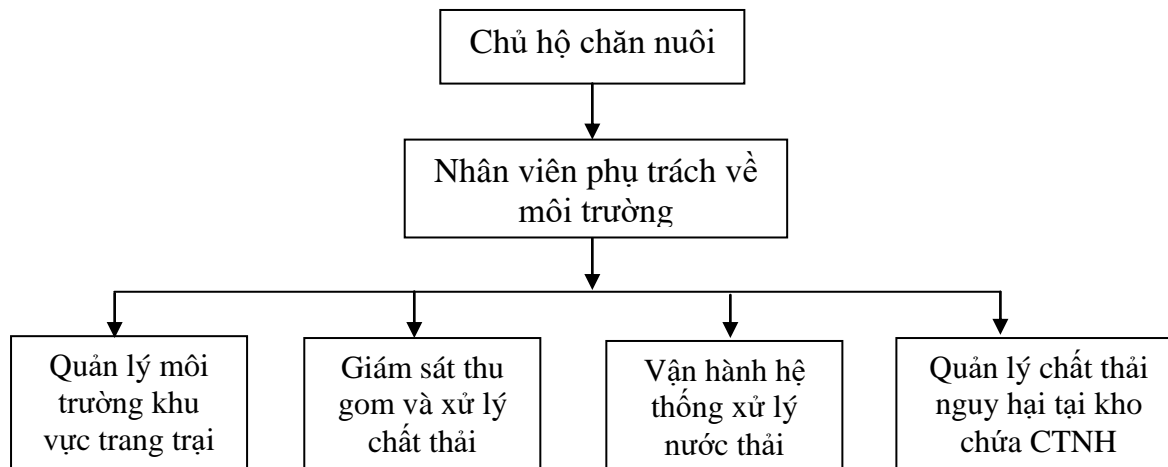 Chủ hộ chăn nuôi
Nhân viên phụ trách về
môi trường
Quản lý môi
trường khu
vực trang trại
Giám sát thu
gom và xử lý
chất thải
Vận hành hệ
thống xử lý
nước thải
Quản lý chất thải
nguy hại tại kho
chứa CTNH